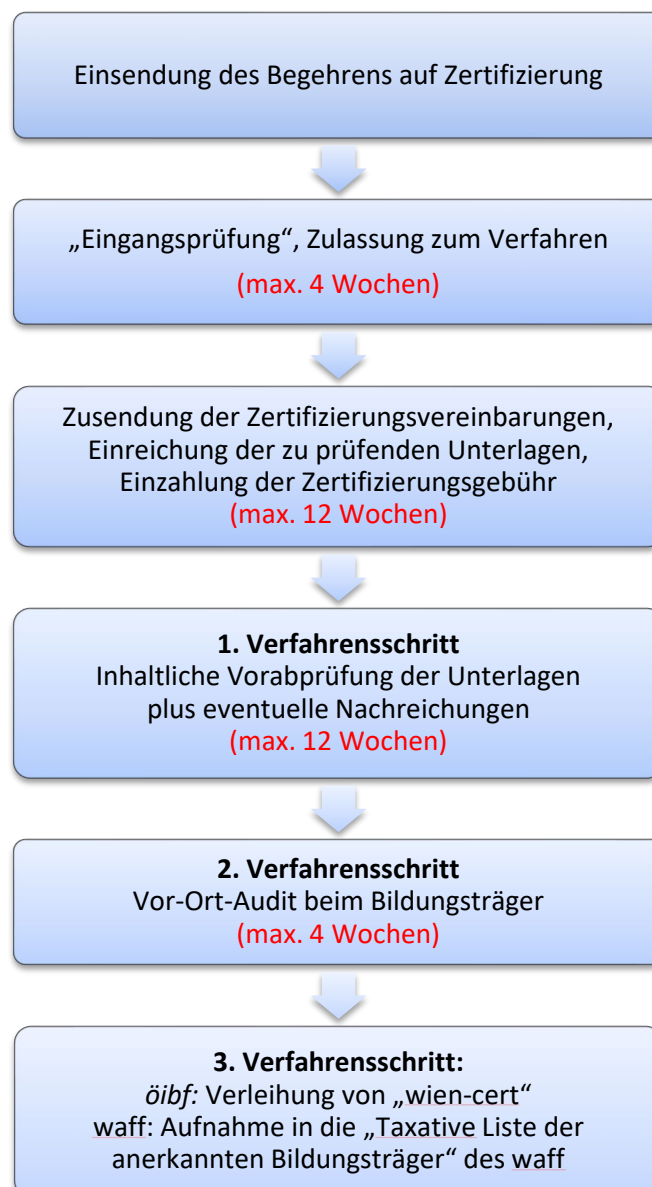 Einsendung des Begehrens auf Zertifizierung
„Eingangsprüfung“, Zulassung zum Verfahren
(max. 4 Wochen)
Zusendung der Zertifizierungsvereinbarungen,
Einreichung der zu prüfenden Unterlagen,
Einzahlung der Zertifizierungsgebühr
(max. 12 Wochen)
1. Verfahrensschritt
Inhaltliche Vorabprüfung der Unterlagen
plus eventuelle Nachreichungen
(max. 12 Wochen)
2. Verfahrensschritt
Vor-Ort-Audit beim Bildungsträger
(max. 4 Wochen)
3. Verfahrensschritt:
öibf: Verleihung von „wien-cert“
waff: Aufnahme in die „Taxative Liste der
anerkannten Bildungsträger“ des waff